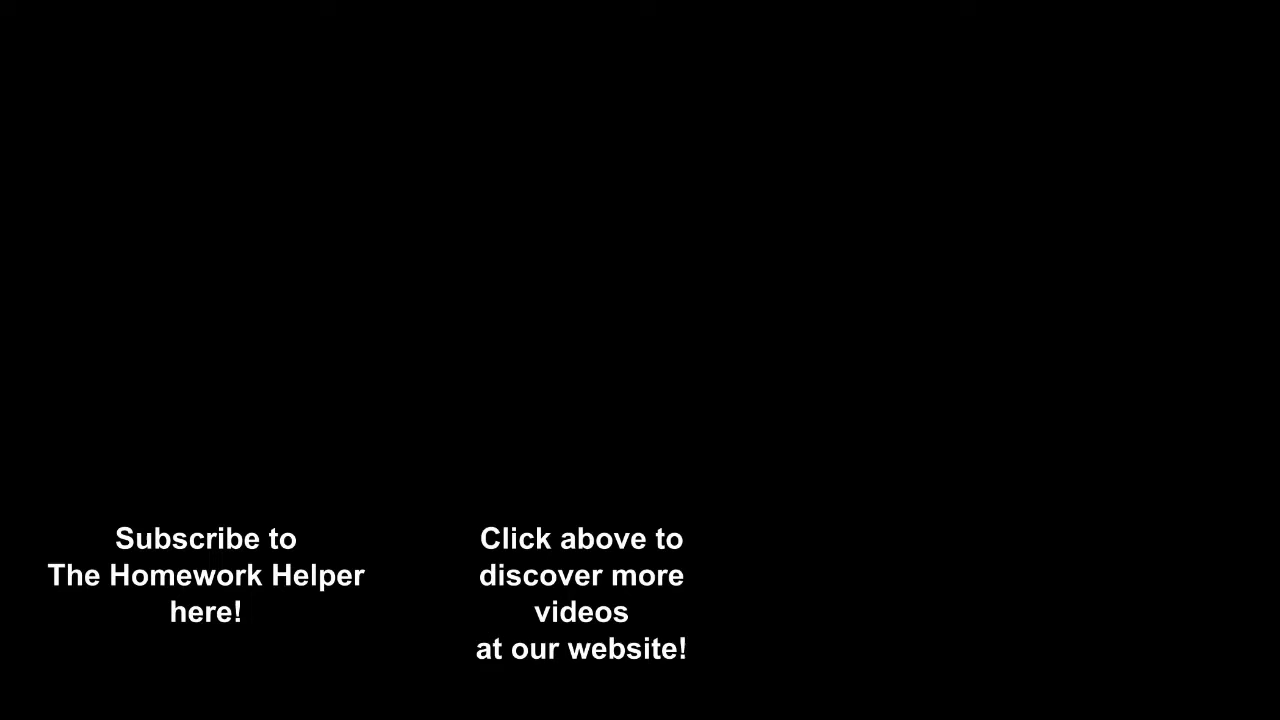 Subscribe to
The Homework Helper
here!
Click above to
discover more
videos
at our website!